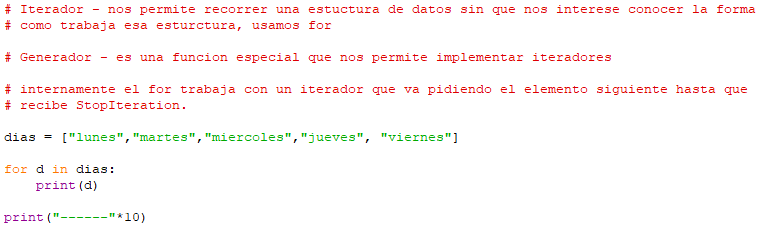 # Iterador - nos permite recorrer una estuctura de datos sin que nos interese conocer la forma
# como trabaja esa esturctura, usamos for
# Generador - es una funcion especial que nos permite implementar iteradores
# internamente el for trabaja con un iterador que va pidiendo el elemento siguiente hasta que
# recibe StopIteration.
dias = ["lunes","martes","miercoles","jueves", "viernes"]
for d in dias:
    print(d)
print("------"*10)